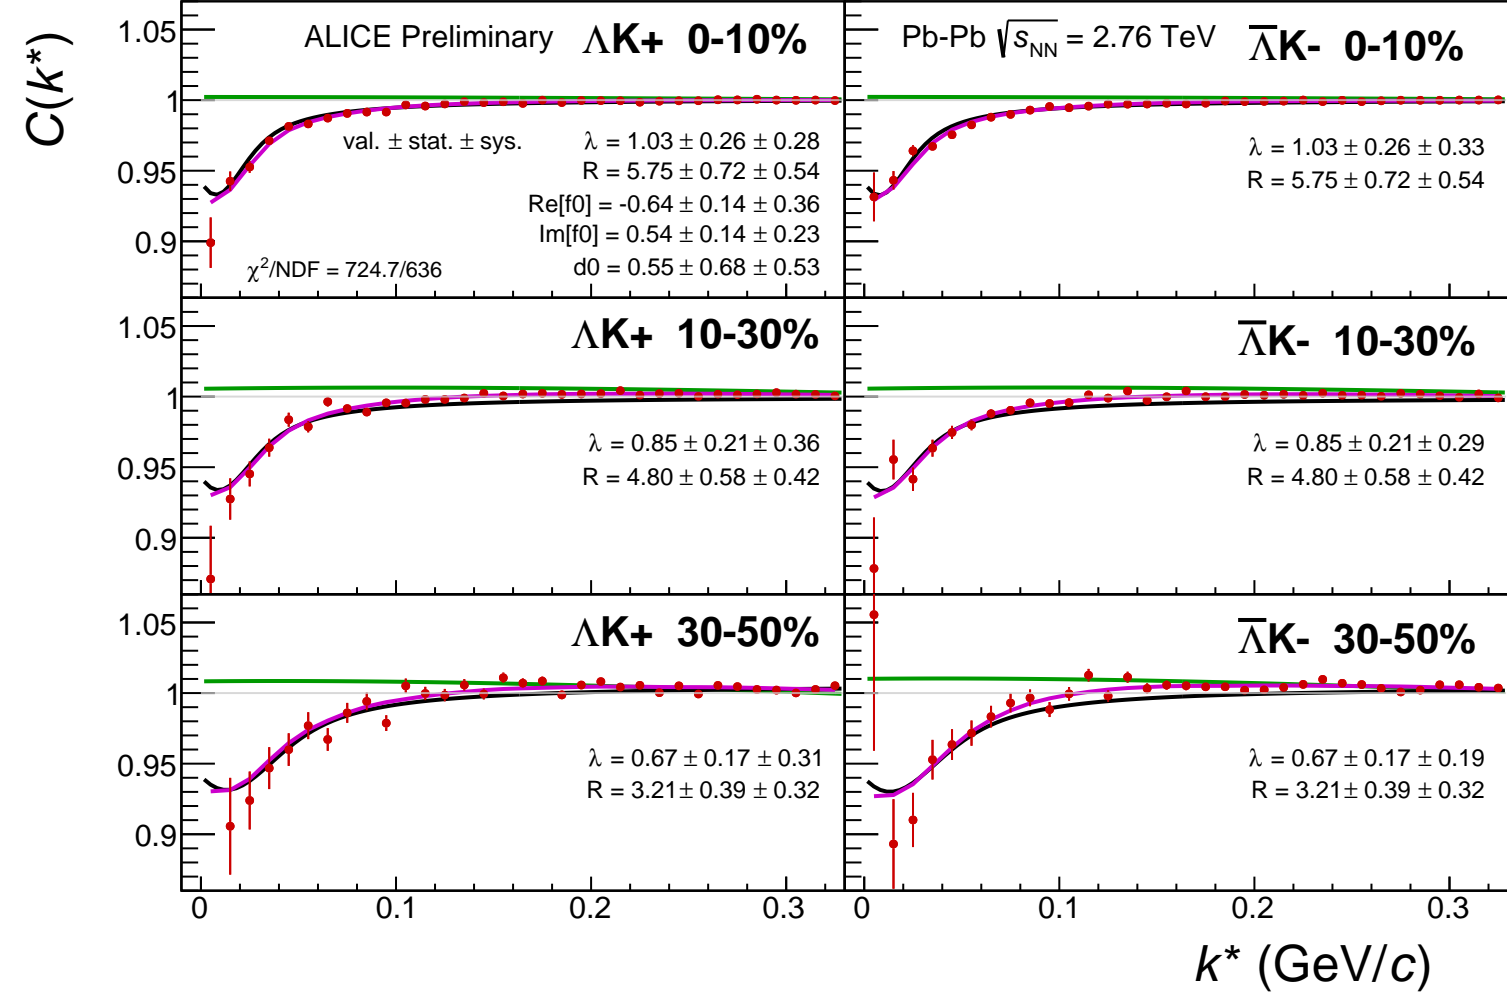 C(k*)
ALICE Preliminary ΛK+ 0-10%
1.05
1
0.95
0.9
val. ± stat. ± sys.
λ = 1.03 ± 0.26 ± 0.28
R = 5.75 ± 0.72 ± 0.54
Re[f0] = -0.64 ± 0.14 ± 0.36
Im[f0] = 0.54 ± 0.14 ± 0.23
d0 = 0.55 ± 0.68 ± 0.53
χ²/NDF = 724.7/636
Pb-Pb √s_NN = 2.76 TeV Λ̅K- 0-10%
λ = 1.03 ± 0.26 ± 0.33
R = 5.75 ± 0.72 ± 0.54
ΛK+ 10-30%
1.05
1
0.95
0.9
λ = 0.85 ± 0.21 ± 0.36
R = 4.80 ± 0.58 ± 0.42
Λ̅K- 10-30%
λ = 0.85 ± 0.21 ± 0.29
R = 4.80 ± 0.58 ± 0.42
ΛK+ 30-50%
1.05
1
0.95
0.9
λ = 0.67 ± 0.17 ± 0.31
R = 3.21 ± 0.39 ± 0.32
Λ̅K- 30-50%
λ = 0.67 ± 0.17 ± 0.19
R = 3.21 ± 0.39 ± 0.32
0 0.1 0.2 0.3 0 0.1 0.2 0.3
k* (GeV/c)